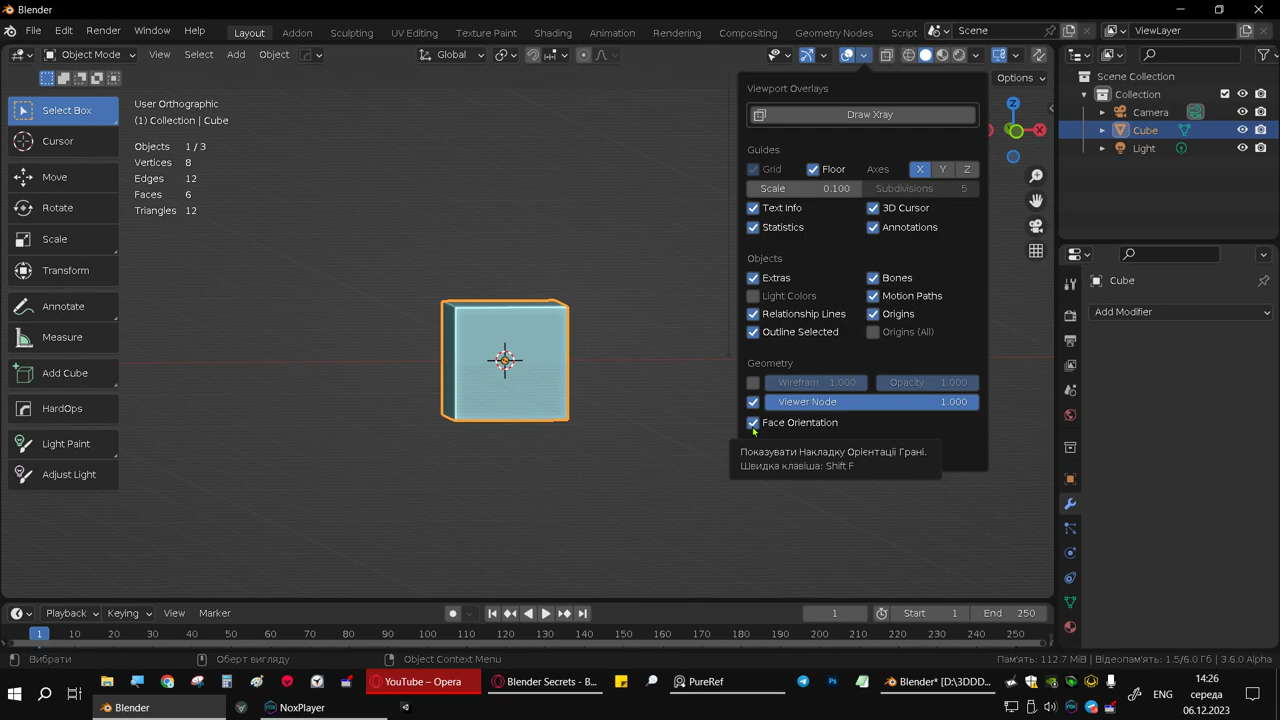 Blender
File Edit Render Window Help Layout Addon Sculpting UV Editing Texture Paint Shading Animation Rendering Compositing Geometry Nodes Script Scene ViewLayer
Object Mode View Select Add Object Global
Options
Select Box
Cursor
Move
Rotate
Scale
Transform
Annotate
Measure
Add Cube
HardOps
Light Paint
Adjust Light
User Orthographic
(1) Collection | Cube
Objects 1 / 3
Vertices 8
Edges 12
Faces 6
Triangles 12
Viewport Overlays
Draw Xray
Guides
Grid Floor Axes X Y Z
Scale 0.100 Subdivisions 5
Text Info 3D Cursor
Statistics Annotations
Objects
Extras Bones
Light Colors Motion Paths
Relationship Lines Origins
Outline Selected Origins (All)
Geometry
Wirefram 1.000 Opacity 1.000
Viewer Node 1.000
Face Orientation
Показувати Накладку Орієнтації Грані.
Швидка клавіша: Shift F
Z
X
Scene Collection
Collection
Camera
Cube
Light
Cube
Add Modifier
Playback Keying View Marker 1 Start 1 End 250
1 10 20 30 40 50 60 70 80 90 100 110 120 130 140 150 160 170 180 190 200 210 220 230 240 250
Вибрати Оберт вигляду Object Context Menu Пам'ять: 112.7 MiB | Відеопам'ять: 1.5/6.0 Гб | 3.6.0 Alpha
YouTube – Opera Blender Secrets - B... PureRef Blender* [D:\3DDD...
Blender NoxPlayer
ENG
14:26
середа
06.12.2023